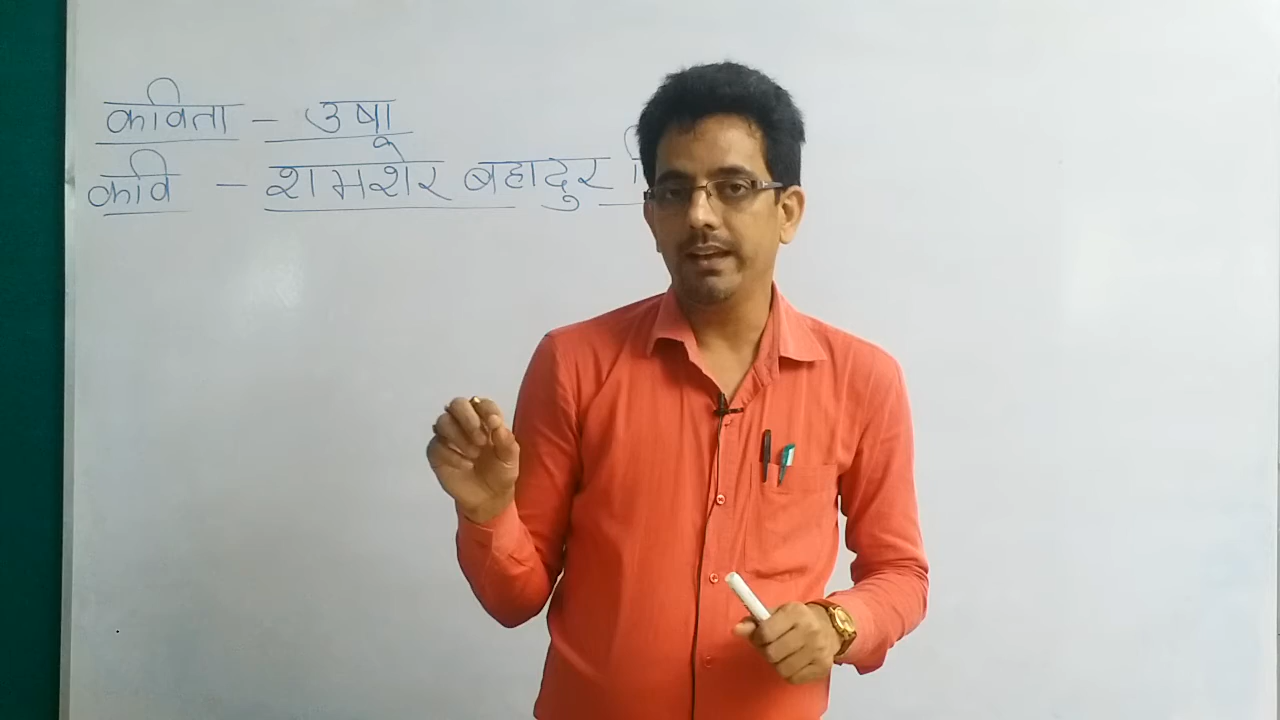 कविता - उषा
कवि - शमशेर बहादुर